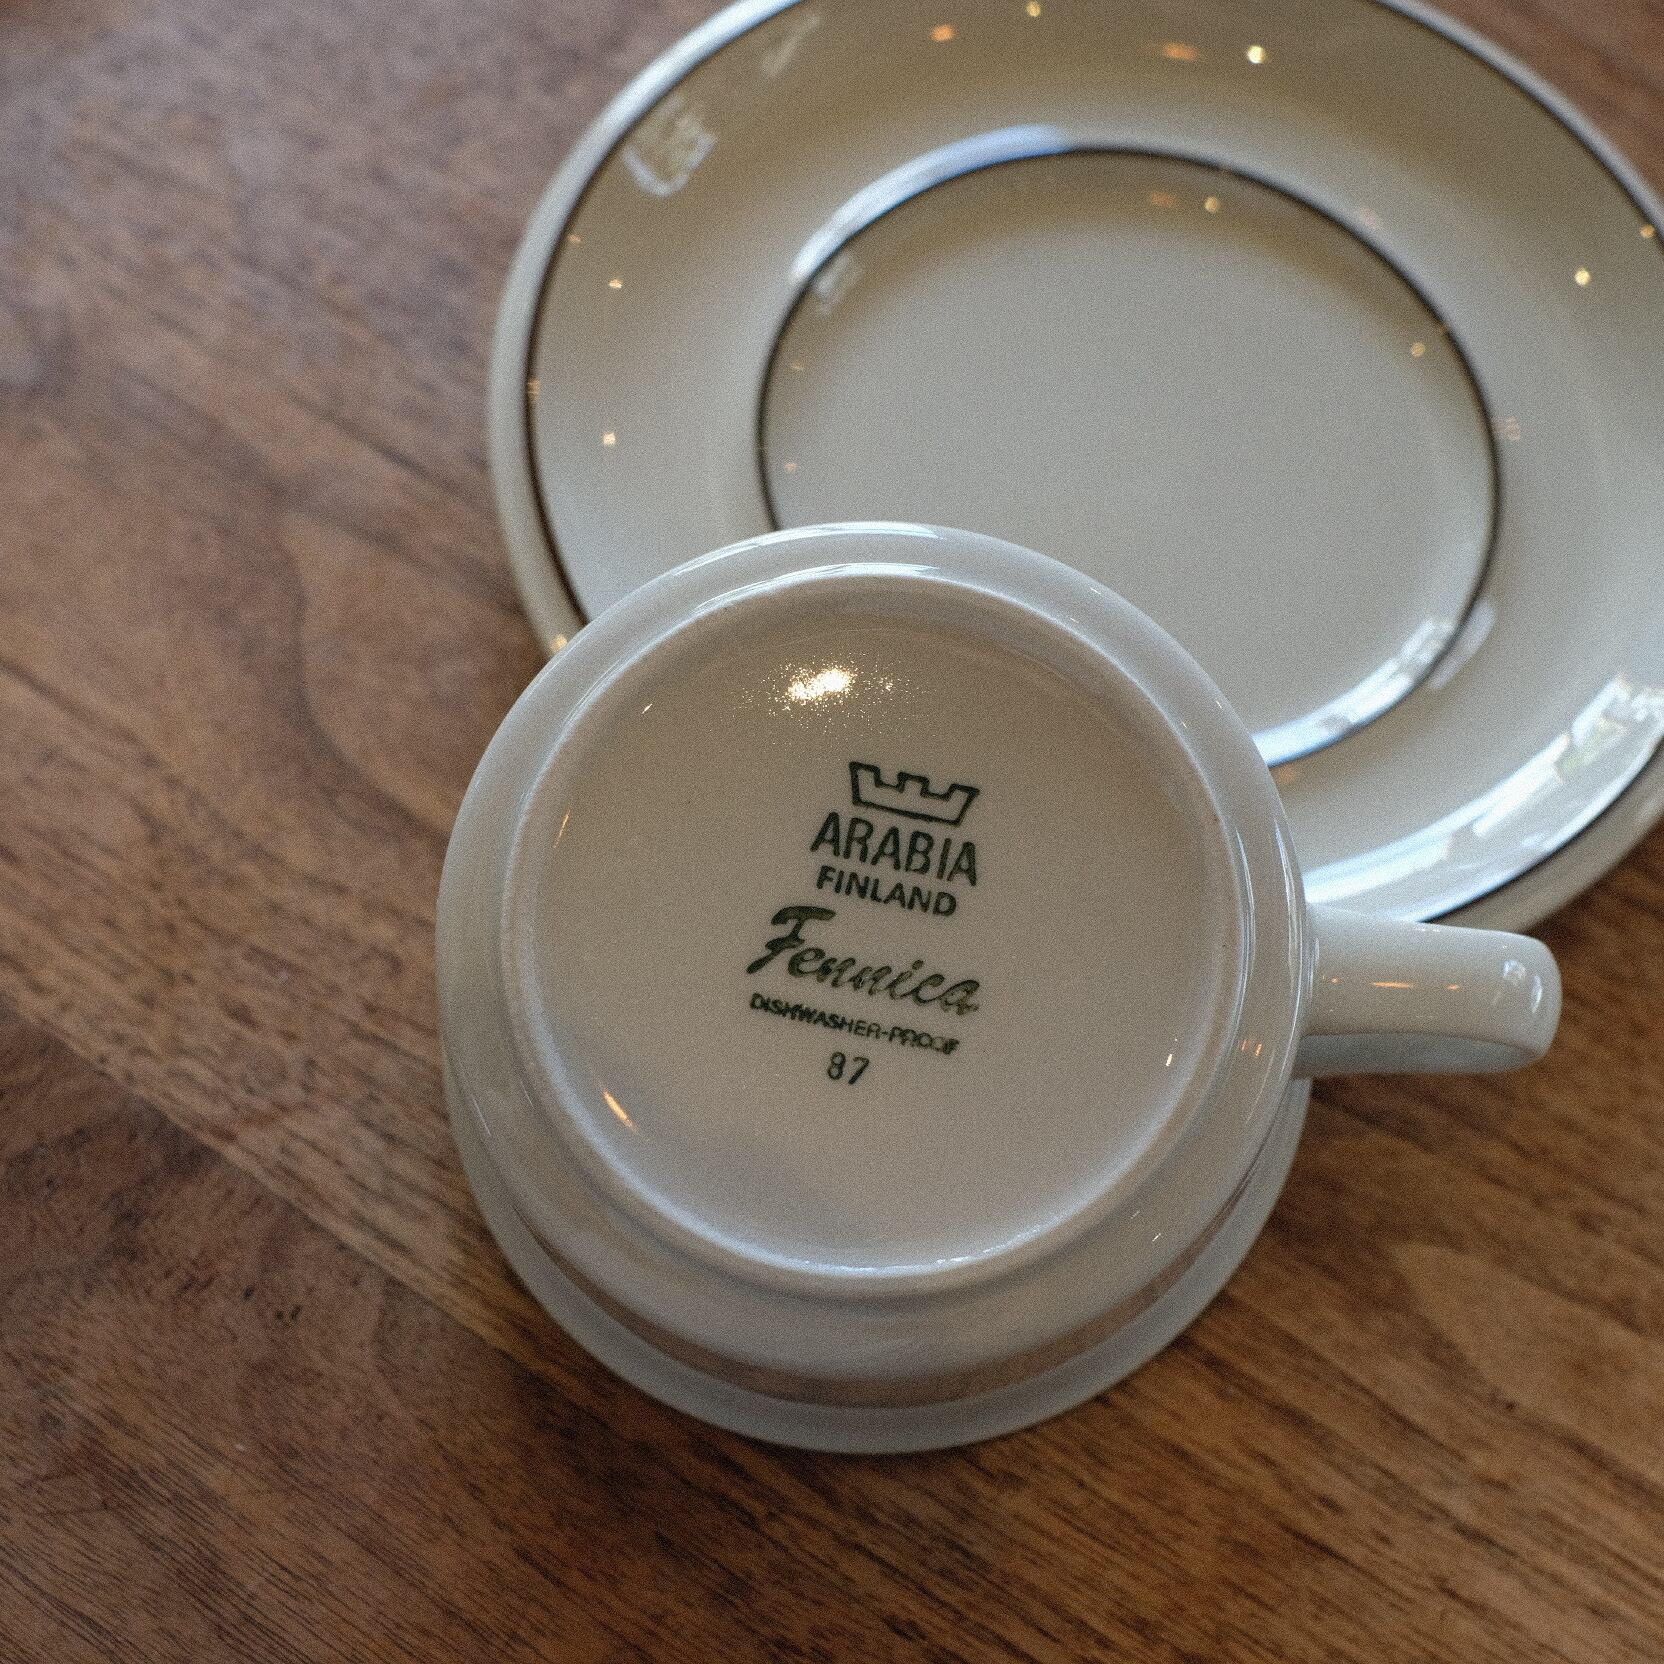 ARABIA
FINLAND
Fennica
DISHWASHER-PROOF
87